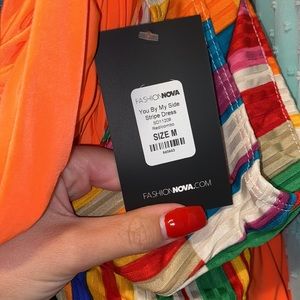 FASHIONNOVA
You By My Side
Stripe Dress
SIZE M
FASHIONNOVA.COM